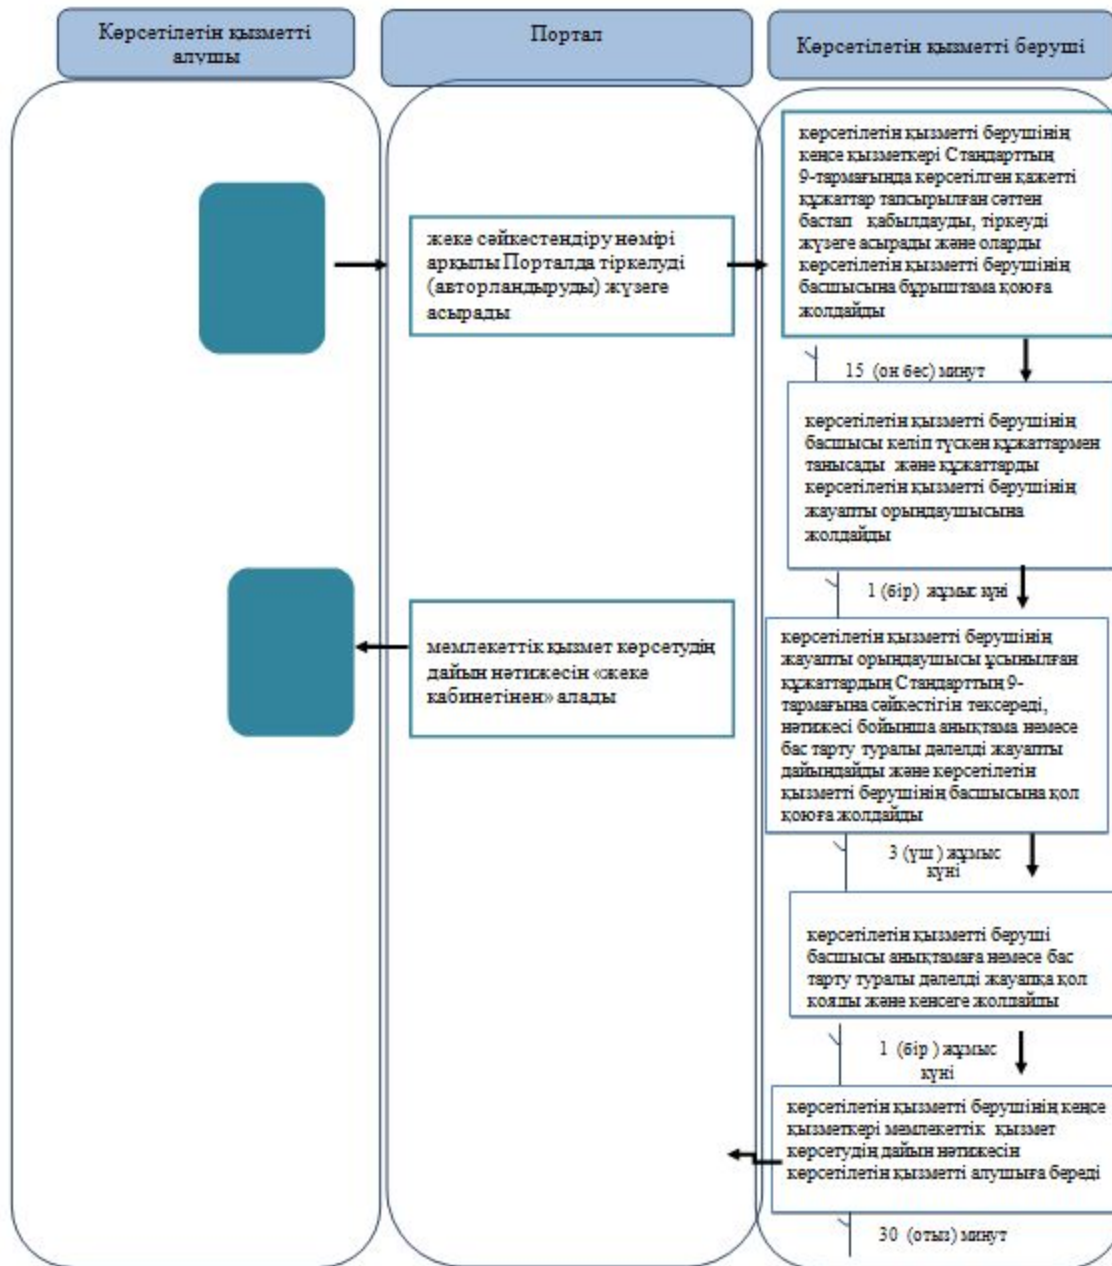 Көрсетілетін қызметті
алушы
Портал
Көрсетілетін қызметті беруші
көрсетілетін қызметті берушінің
кеңсе қызметкері Стандарттың
9-тармағында көрсетілген қажетті
құжаттар тапсырылған сәттен
бастап қабылдауды, тіркеуді
жүзеге асырады және оларды
көрсетілетін қызметті берушінің
басшысына бұрыштама қоюға
жолдайды
жеке сәйкестендіру нөмірі
арқылы Порталда тіркелуді
(авторландыруды) жүзеге
асырады
15 (он бес) минут
көрсетілетін қызметті берушінің
басшысы келіп түскен құжаттармен
танысады және құжаттарды
көрсетілетін қызметті берушінің
жауапты орындаушысына
жолдайды
1 (бір) жұмыс күні
мемлекеттік қызмет көрсетудің
дайын нәтижесін «жеке
кабинетінен» алады
көрсетілетін қызметті берушінің
жауапты орындаушысы ұсынылған
құжаттардың Стандарттың 9-
тармағына сәйкестігін тексереді,
нәтижесі бойынша анықтама немесе
бас тарту туралы дәлелді жауапты
дайындайды және көрсетілетін
қызметті берушінің басшысына қол
қоюға жолдайды
3 (үш ) жұмыс
күні
көрсетілетін қызметті беруші
басшысы анықтамаға немесе бас
тарту туралы дәлелді жауапқа қол
қояды және кеңсеге жолдайды
1 (бір ) жұмыс
күні
көрсетілетін қызметті берушінің кеңсе
қызметкері мемлекеттік қызмет
көрсетудің дайын нәтижесін
көрсетілетін қызметті алушыға береді
30 (отыз) минут